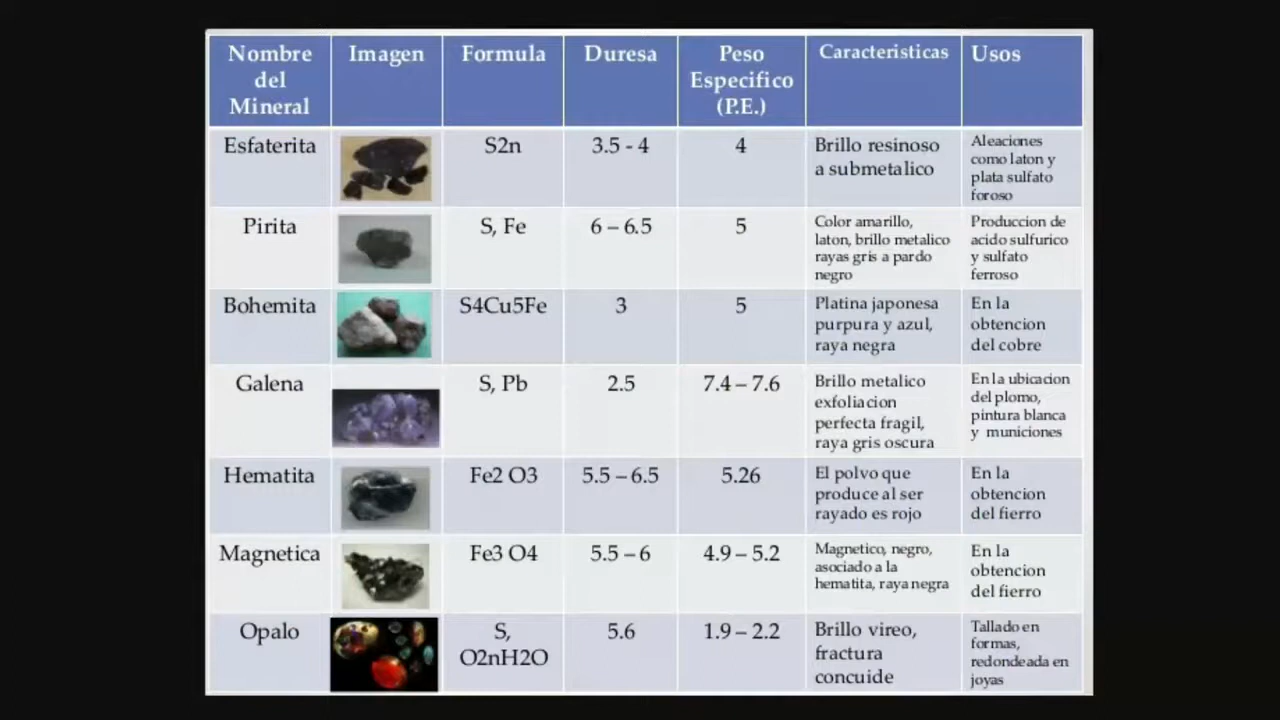 Nombre
del
Mineral
Imagen
Formula
Duresa
Peso
Especifico
(P.E.)
Caracteristicas
Usos
Esfaterita
S2n
3.5 - 4
4
Brillo resinoso
a submetalico
Aleaciones
como laton y
plata sulfato
foroso
Pirita
S, Fe
6 – 6.5
5
Color amarillo,
laton, brillo metalico
rayas gris a pardo
negro
Produccion de
acido sulfurico
y sulfato
ferroso
Bohemita
S4Cu5Fe
3
5
Platina japonesa
purpura y azul,
raya negra
En la
obtencion
del cobre
Galena
S, Pb
2.5
7.4 – 7.6
Brillo metalico
exfoliacion
perfecta fragil,
raya gris oscura
En la ubicacion
del plomo,
pintura blanca
y municiones
Hematita
Fe2 O3
5.5 – 6.5
5.26
El polvo que
produce al ser
rayado es rojo
En la
obtencion
del fierro
Magnetica
Fe3 O4
5.5 – 6
4.9 – 5.2
Magnetico, negro,
asociado a la
hematita, raya negra
En la
obtencion
del fierro
Opalo
S,
O2nH2O
5.6
1.9 – 2.2
Brillo vireo,
fractura
concuide
Tallado en
formas,
redondeada en
joyas